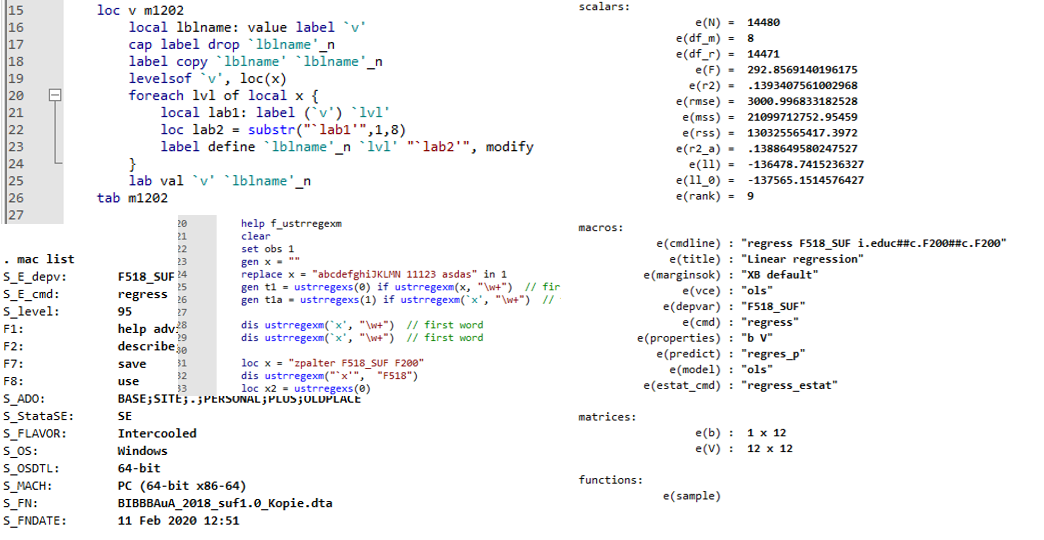 15 loc v m1202
16 local lblname: value label `v'
17 cap label drop `lblname'_n
18 label copy `lblname' `lblname'_n
19 levelsof `v', loc(x)
20 foreach lvl of local x {
21 local lab1: label (`v') `lvl'
22 loc lab2 = substr("`lab1'",1,8)
23 label define `lblname'_n `lvl' "`lab2'", modify
24 }
25 lab val `v' `lblname'_n
26 tab m1202
27
. mac list
S_E_depv: F518_SUF
S_E_cmd: regress
S_level: 95
F1: help adv
F2: describe
F7: save
F8: use
S_ADO: BASE;SITE;.;PERSONAL;PLUS;OLDPLACE
S_StataSE: SE
S_FLAVOR: Intercooled
S_OS: Windows
S_OSDTL: 64-bit
S_MACH: PC (64-bit x86-64)
S_FN: BIBBBAuA_2018_suf1.0_Kopie.dta
S_FNDATE: 11 Feb 2020 12:51
20 help f_ustrregexm
21 clear
22 set obs 1
23 gen x = ""
24 replace x = "abcdefghiJKLMN 11123 asdas" in 1
25 gen t1 = ustrregexs(0) if ustrregexm(x, "\w+") // fir
26 gen t1a = ustrregexs(1) if ustrregexm(`x', "\w+") //
27
28 dis ustrregexm(`x', "\w+") // first word
29 dis ustrregexm(`x', "\w+") // first word
30
31 loc x = "zpalter F518_SUF F200"
32 dis ustrregexm("`x'", "F518")
33 loc x2 = ustrregexs(0)
scalars:
e(N) = 14480
e(df_m) = 8
e(df_r) = 14471
e(F) = 292.8569140196175
e(r2) = .1393407561002968
e(rmse) = 3000.996833182528
e(mss) = 21099712752.95459
e(rss) = 130325565417.3972
e(r2_a) = .1388649580247527
e(ll) = -136478.7415236327
e(ll_0) = -137565.1514576427
e(rank) = 9
macros:
e(cmdline) : "regress F518_SUF i.educ##c.F200##c.F200"
e(title) : "Linear regression"
e(marginsok) : "XB default"
e(vce) : "ols"
e(depvar) : "F518_SUF"
e(cmd) : "regress"
e(properties) : "b V"
e(predict) : "regres_p"
e(model) : "ols"
e(estat_cmd) : "regress_estat"
matrices:
e(b) : 1 x 12
e(V) : 12 x 12
functions:
e(sample)